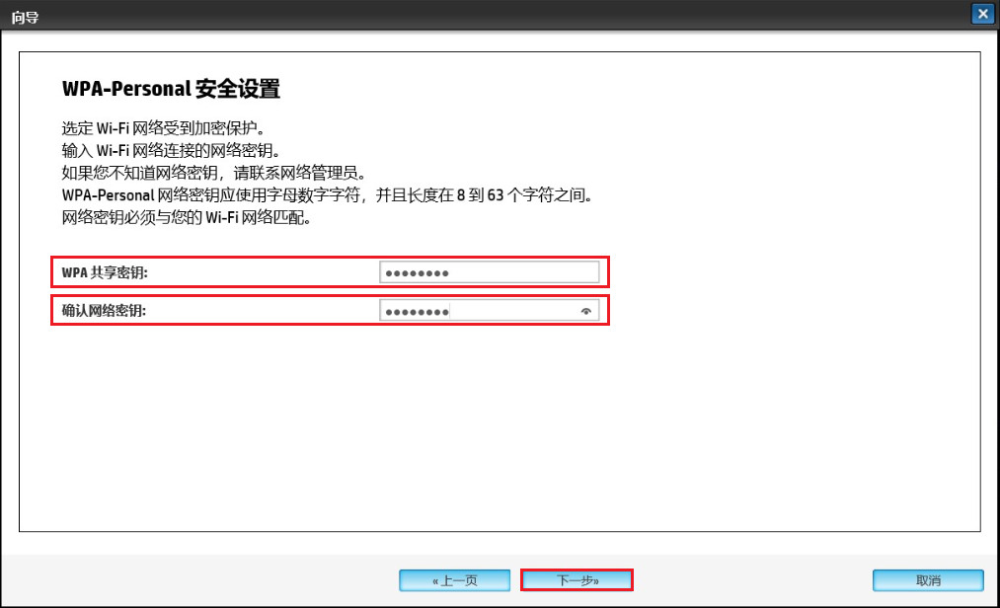 向导
WPA-Personal 安全设置
选定 Wi-Fi 网络受到加密保护。
输入 Wi-Fi 网络连接的网络密钥。
如果您不知道网络密钥，请联系网络管理员。
WPA-Personal 网络密钥应使用字母数字字符，并且长度在 8 到 63 个字符之间。
网络密钥必须与您的 Wi-Fi 网络匹配。
WPA 共享密钥: ●●●●●●●●
确认网络密钥: ●●●●●●●●
«上一页 下一步» 取消